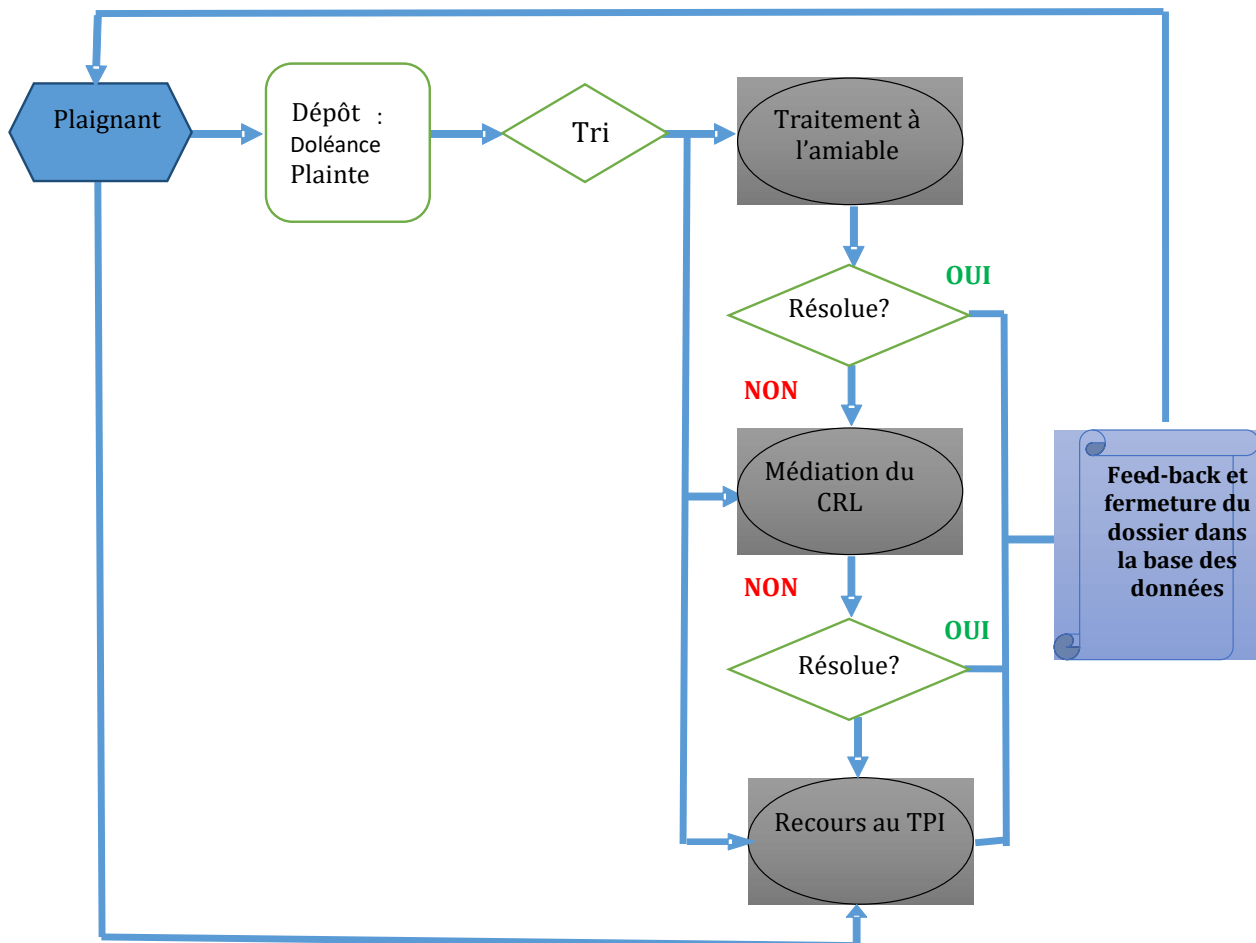 Plaignant
Dépôt :
Doléance
Plainte
Tri
Traitement à
l’amiable
OUI
Résolue?
NON
Médiation du
CRL
Feed-back et
fermeture du
dossier dans
la base des
données
NON
OUI
Résolue?
Recours au TPI